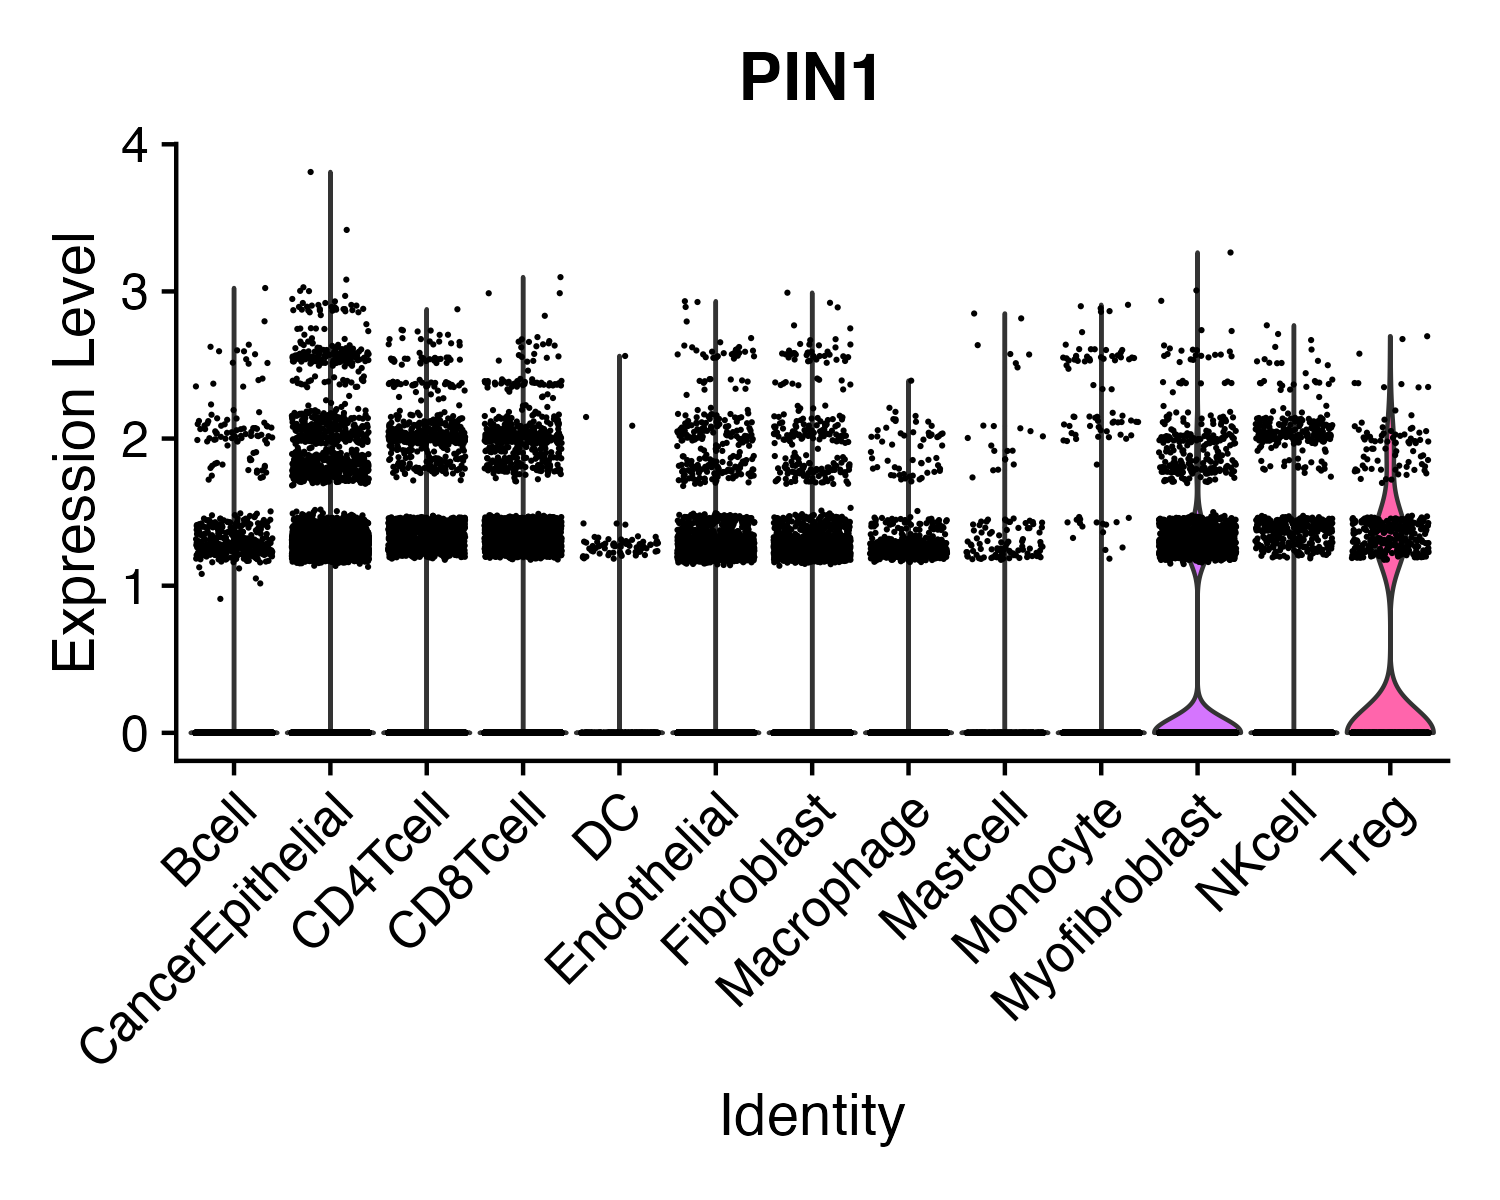 PIN1
Expression Level
4
3
2
1
0
Bcell
CancerEpithelial
CD4Tcell
CD8Tcell
DC
Endothelial
Fibroblast
Macrophage
Mastcell
Monocyte
Myofibroblast
NKcell
Treg
Identity